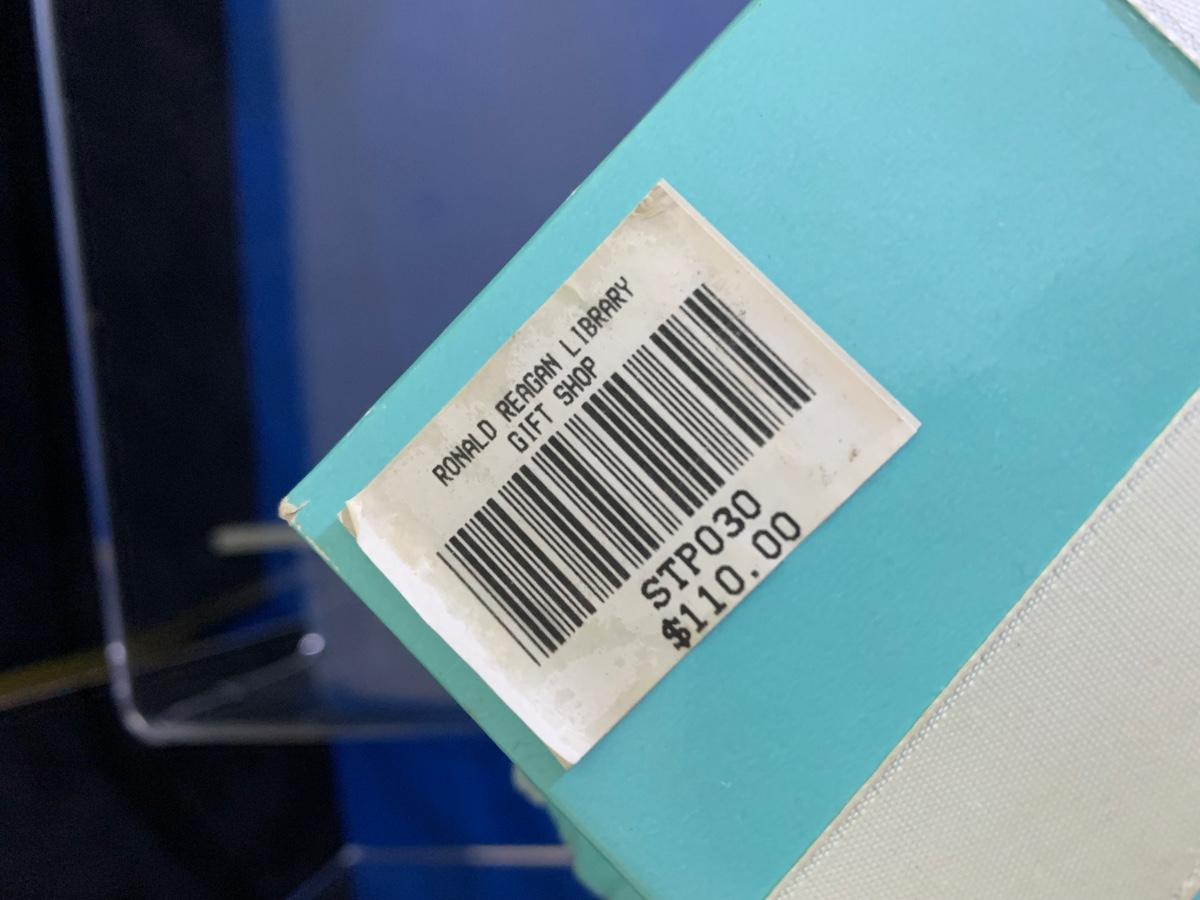 RONALD REAGAN LIBRARY
GIFT SHOP
STP030
$110.00